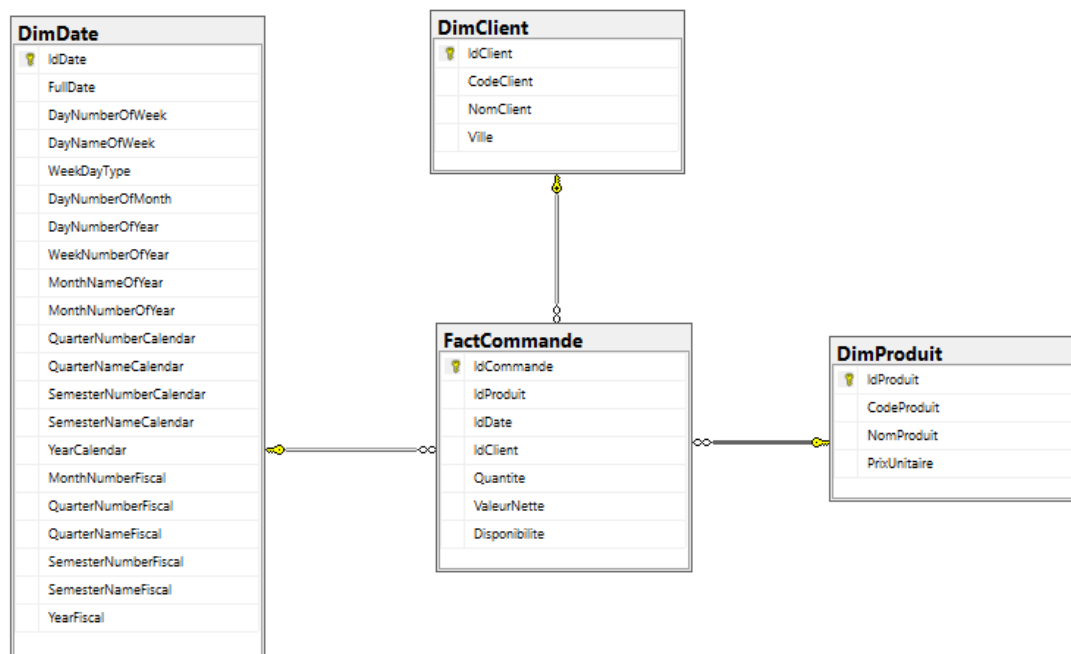 DimDate
IdDate
FullDate
DayNumberOfWeek
DayNameOfWeek
WeekDayType
DayNumberOfMonth
DayNumberOfYear
WeekNumberOfYear
MonthNameOfYear
MonthNumberOfYear
QuarterNumberCalendar
QuarterNameCalendar
SemesterNumberCalendar
SemesterNameCalendar
YearCalendar
MonthNumberFiscal
QuarterNumberFiscal
QuarterNameFiscal
SemesterNumberFiscal
SemesterNameFiscal
YearFiscal
DimClient
IdClient
CodeClient
NomClient
Ville
FactCommande
IdCommande
IdProduit
IdDate
IdClient
Quantite
ValeurNette
Disponibilite
DimProduit
IdProduit
CodeProduit
NomProduit
PrixUnitaire